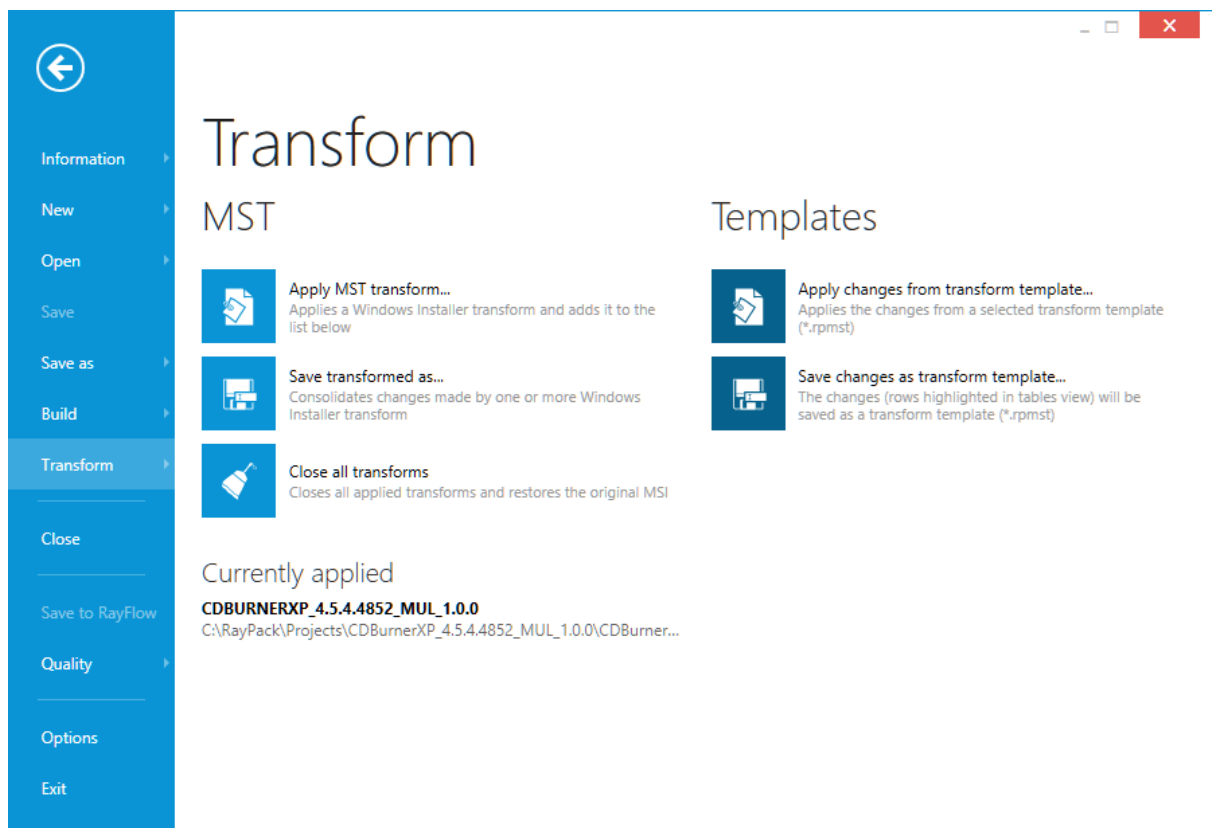 Information
New
Open
Save
Save as
Build
Transform
Close
Save to RayFlow
Quality
Options
Exit
Transform
MST
Apply MST transform...
Applies a Windows Installer transform and adds it to the
list below
Save transformed as...
Consolidates changes made by one or more Windows
Installer transform
Close all transforms
Closes all applied transforms and restores the original MSI
Currently applied
CDBURNERXP_4.5.4.4852_MUL_1.0.0
C:\RayPack\Projects\CDBurnerXP_4.5.4.4852_MUL_1.0.0\CDBurner...
Templates
Apply changes from transform template...
Applies the changes from a selected transform template
(*.rpmst)
Save changes as transform template...
The changes (rows highlighted in tables view) will be
saved as a transform template (*.rpmst)